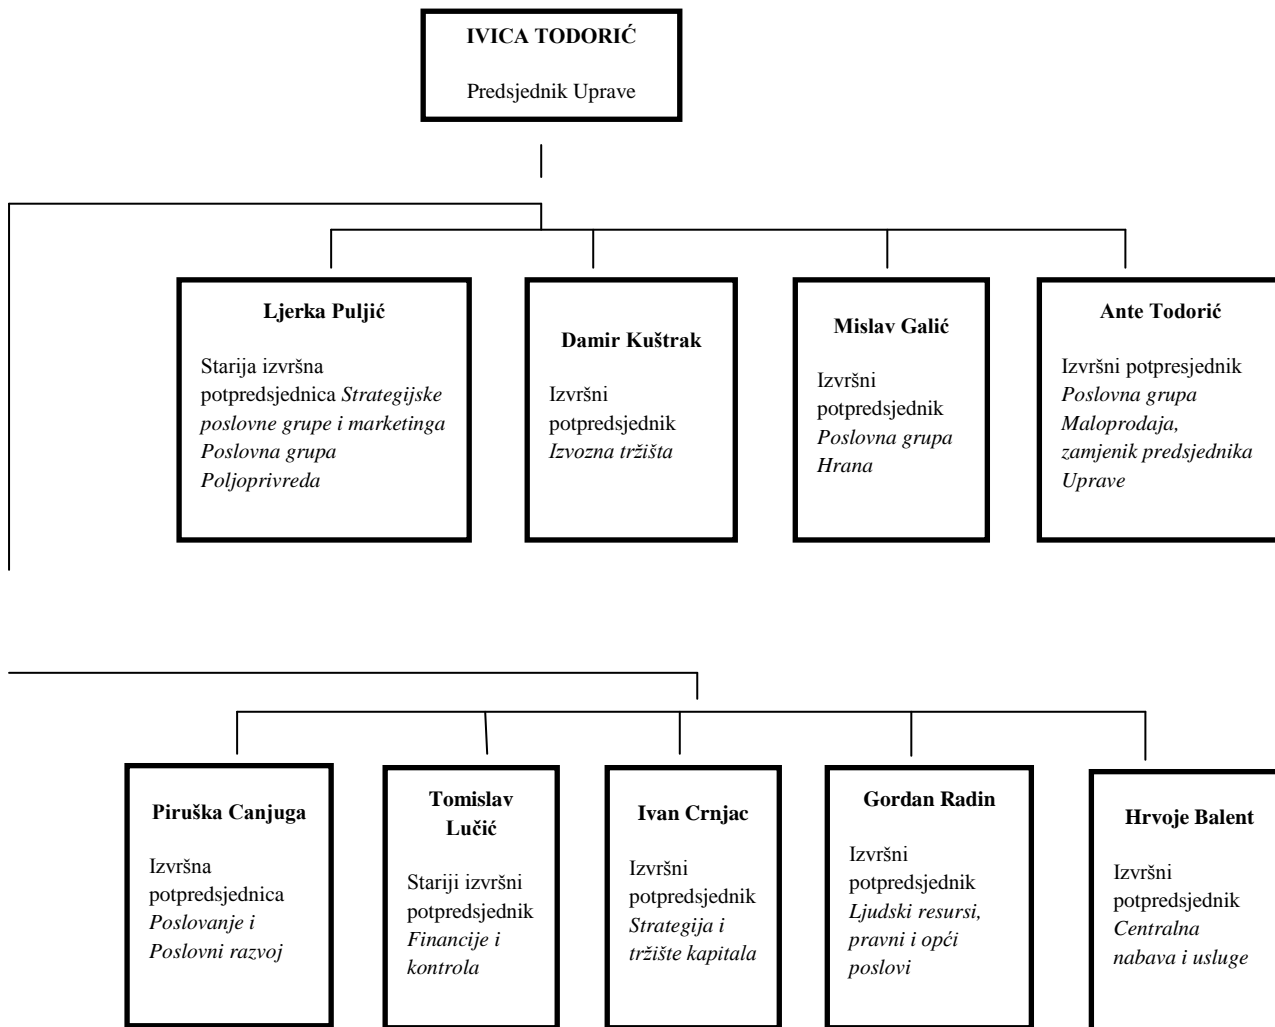 IVICA TODORIĆ
Predsjednik Uprave
Ljerka Puljić
Starija izvršna
potpredsjednica Strategijske
poslovne grupe i marketinga
Poslovna grupa
Poljoprivreda
Damir Kuštrak
Izvršni
potpredsjednik
Izvozna tržišta
Mislav Galić
Izvršni
potpredsjednik
Poslovna grupa
Hrana
Ante Todorić
Izvršni potpresjednik
Poslovna grupa
Maloprodaja,
zamjenik predsjednika
Uprave
Piruška Canjuga
Izvršna
potpredsjednica
Poslovanje i
Poslovni razvoj
Tomislav
Lučić
Stariji izvršni
potpredsjednik
Financije i
kontrola
Ivan Crnjac
Izvršni
potpredsjednik
Strategija i
tržište kapitala
Gordan Radin
Izvršni
potpredsjednik
Ljudski resursi,
pravni i opći
poslovi
Hrvoje Balent
Izvršni
potpredsjednik
Centralna
nabava i usluge